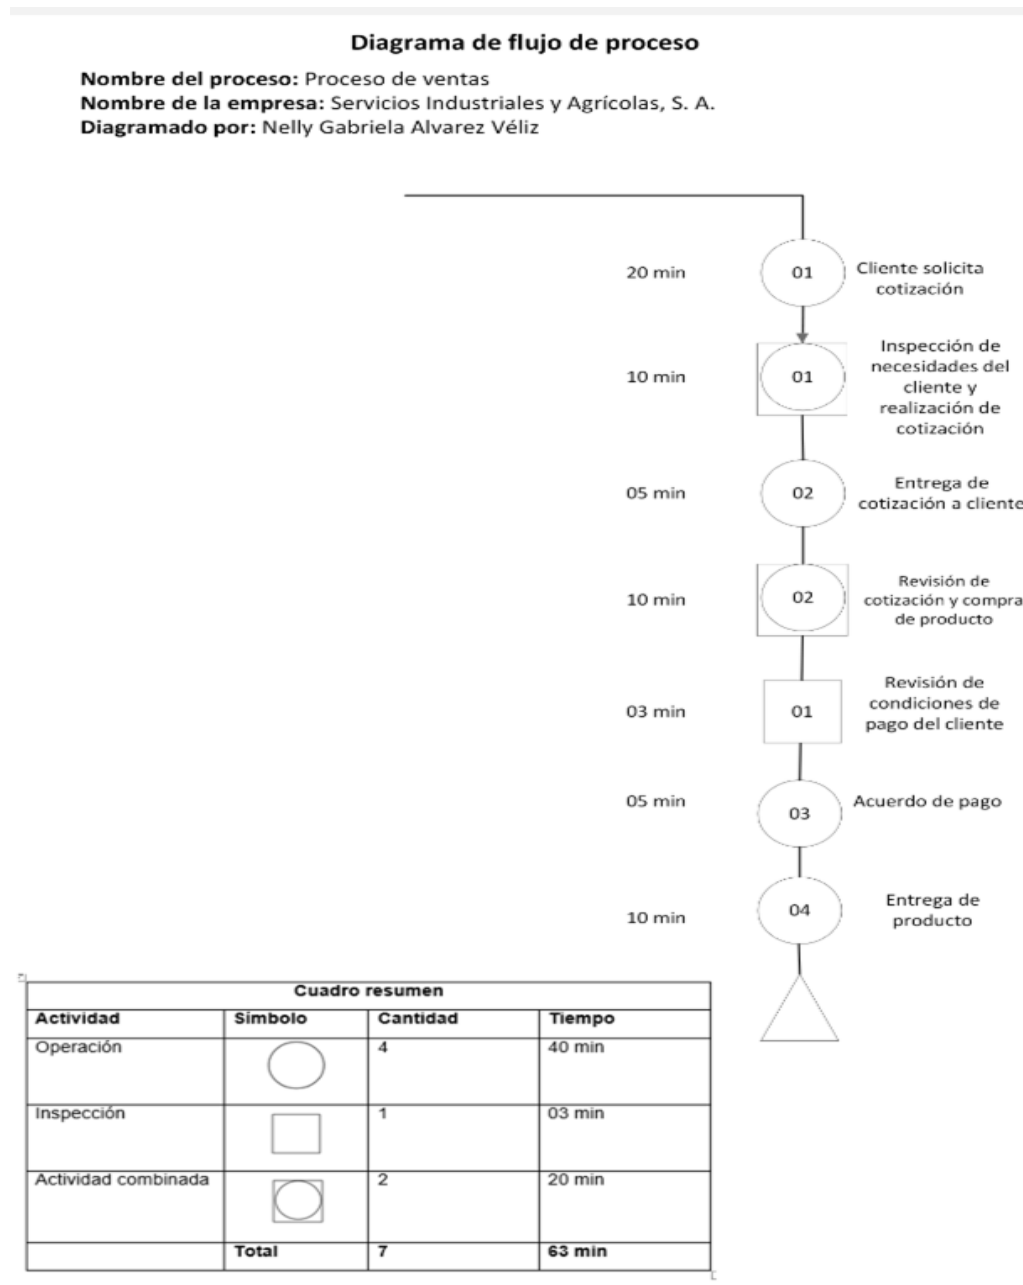 Diagrama de flujo de proceso
Nombre del proceso: Proceso de ventas
Nombre de la empresa: Servicios Industriales y Agrícolas, S. A.
Diagramado por: Nelly Gabriela Alvarez Véliz
20 min
01
Cliente solicita
cotización
10 min
01
Inspección de
necesidades del
cliente y
realización de
cotización
05 min
02
Entrega de
cotización a cliente
10 min
02
Revisión de
cotización y compra
de producto
03 min
01
Revisión de
condiciones de
pago del cliente
05 min
03
Acuerdo de pago
10 min
04
Entrega de
producto
Cuadro resumen
Actividad Símbolo Cantidad Tiempo
Operación 4 40 min
Inspección 1 03 min
Actividad combinada 2 20 min
Total 7 63 min